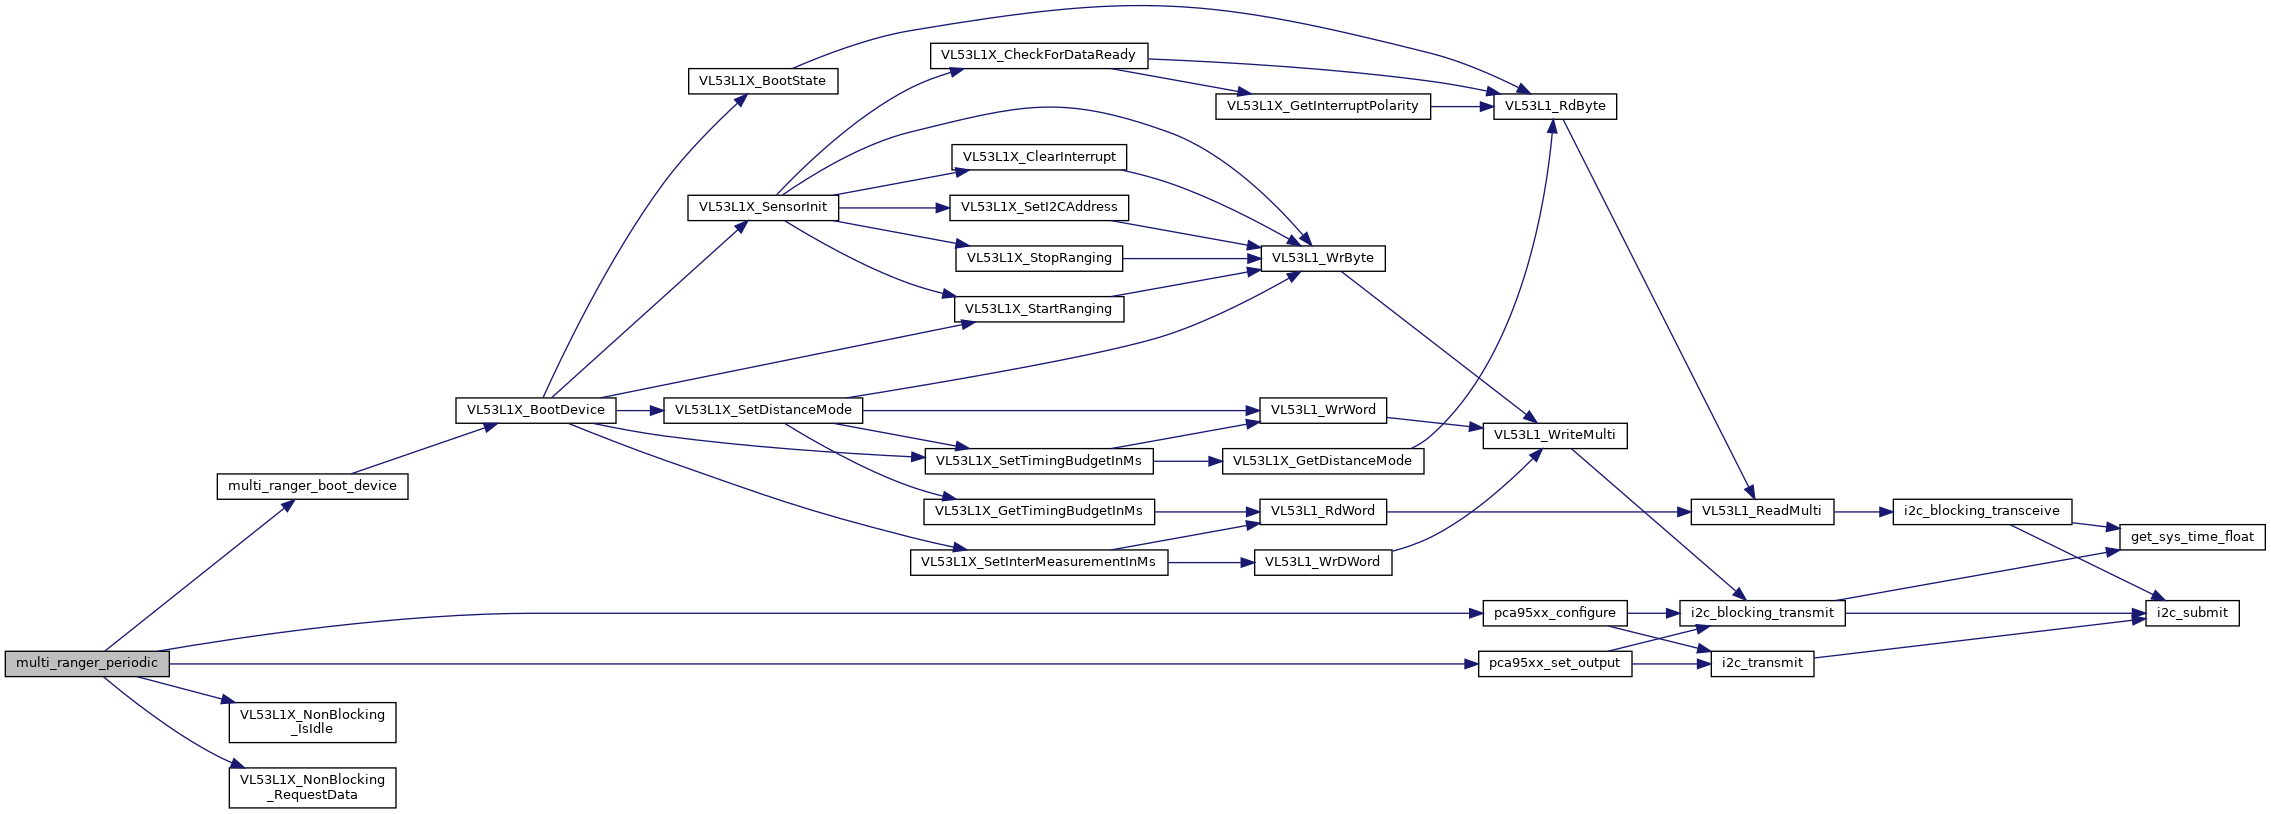 VL53L1X_CheckForDataReady
VL53L1X_BootState
VL53L1X_GetInterruptPolarity
VL53L1_RdByte
VL53L1X_ClearInterrupt
VL53L1X_SensorInit
VL53L1X_SetI2CAddress
VL53L1X_StopRanging
VL53L1_WrByte
VL53L1X_StartRanging
VL53L1X_BootDevice
VL53L1X_SetDistanceMode
VL53L1_WrWord
VL53L1_WriteMulti
VL53L1X_SetTimingBudgetInMs
VL53L1X_GetDistanceMode
multi_ranger_boot_device
VL53L1X_GetTimingBudgetInMs
VL53L1_RdWord
VL53L1_ReadMulti
i2c_blocking_transceive
get_sys_time_float
VL53L1X_SetInterMeasurementInMs
VL53L1_WrDWord
pca95xx_configure
i2c_blocking_transmit
i2c_submit
multi_ranger_periodic
pca95xx_set_output
i2c_transmit
VL53L1X_NonBlocking
_IsIdle
VL53L1X_NonBlocking
_RequestData